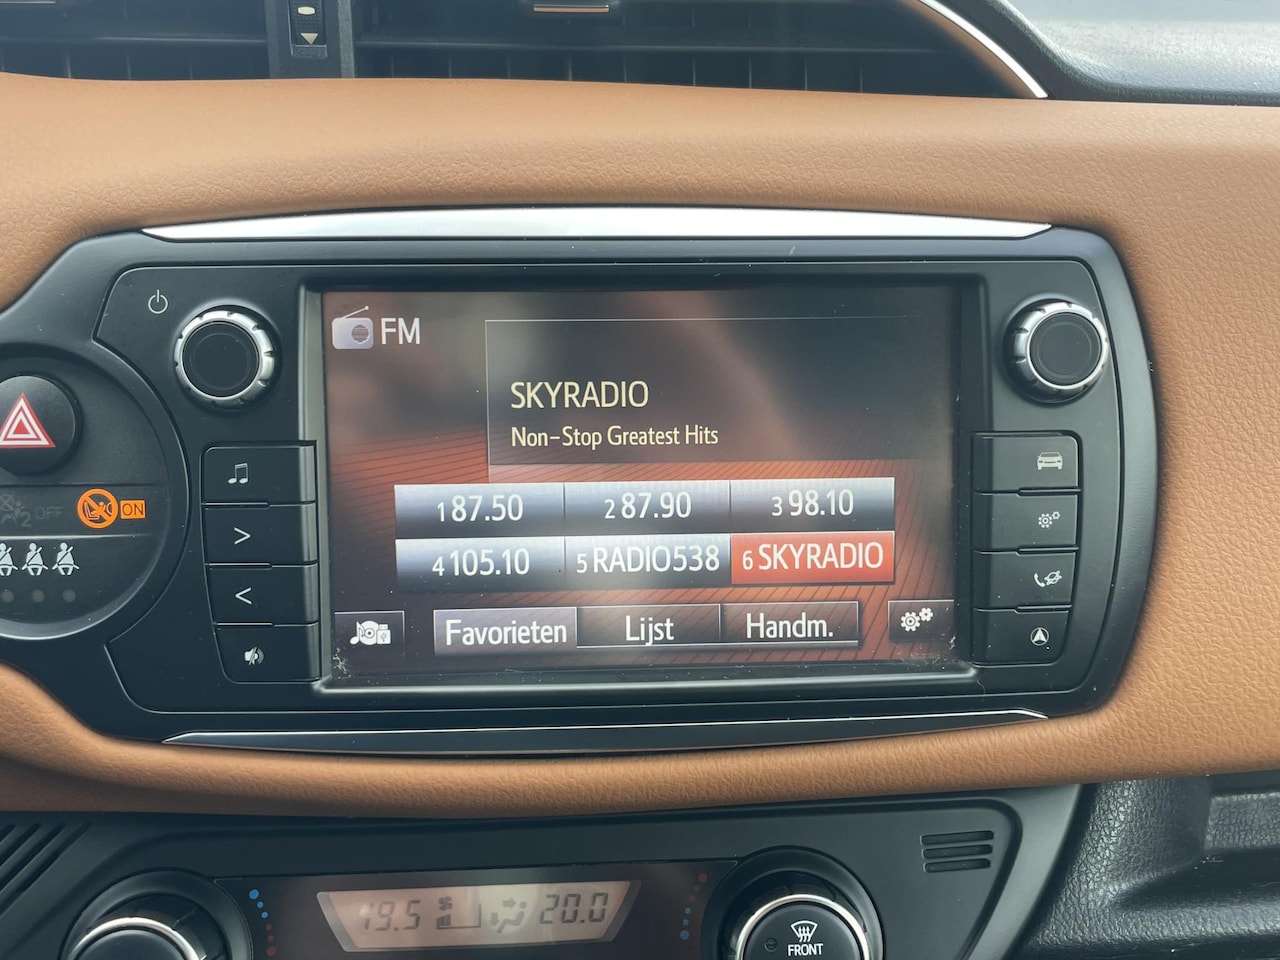 FM
SKYRADIO
Non-Stop Greatest Hits
1 87.50 2 87.90 3 98.10
4 105.10 5 RADIO538 6 SKYRADIO
Favorieten Lijst Handm.
2 OFF ON
19.5 20.0
FRONT